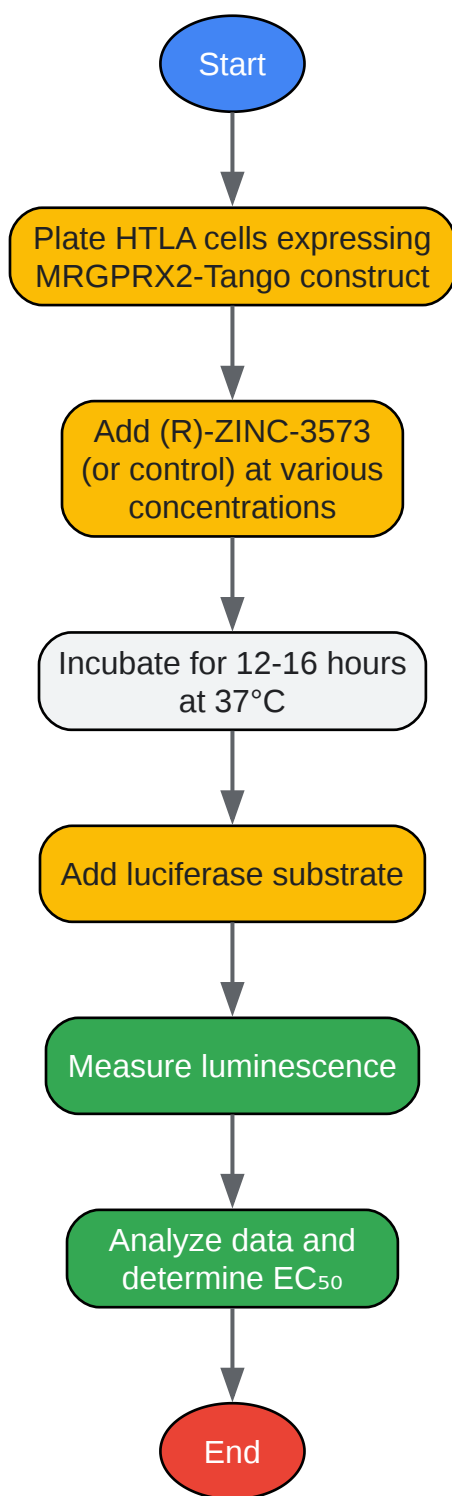 Start
Plate HTLA cells expressing
MRGPRX2-Tango construct
Add (R)-ZINC-3573
(or control) at various
concentrations
Incubate for 12-16 hours
at 37°C
Add luciferase substrate
Measure luminescence
Analyze data and
determine EC₅₀
End